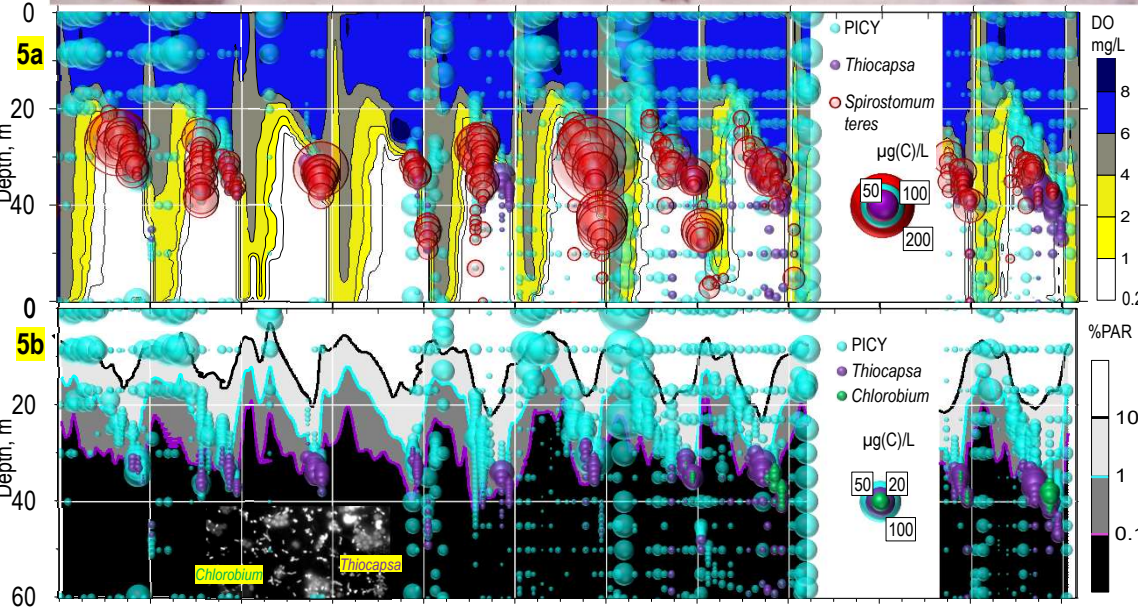 0
5a
20
40
0
Depth, m
PICY
Thiocapsa
Spirostomum
teres
µg(C)/L
50
100
200
DO
mg/L
8
6
4
2
1
0.2
5b
20
40
60
Depth, m
PICY
Thiocapsa
Chlorobium
µg(C)/L
50
20
100
%PAR
10
1
0.1
Chlorobium
Thiocapsa